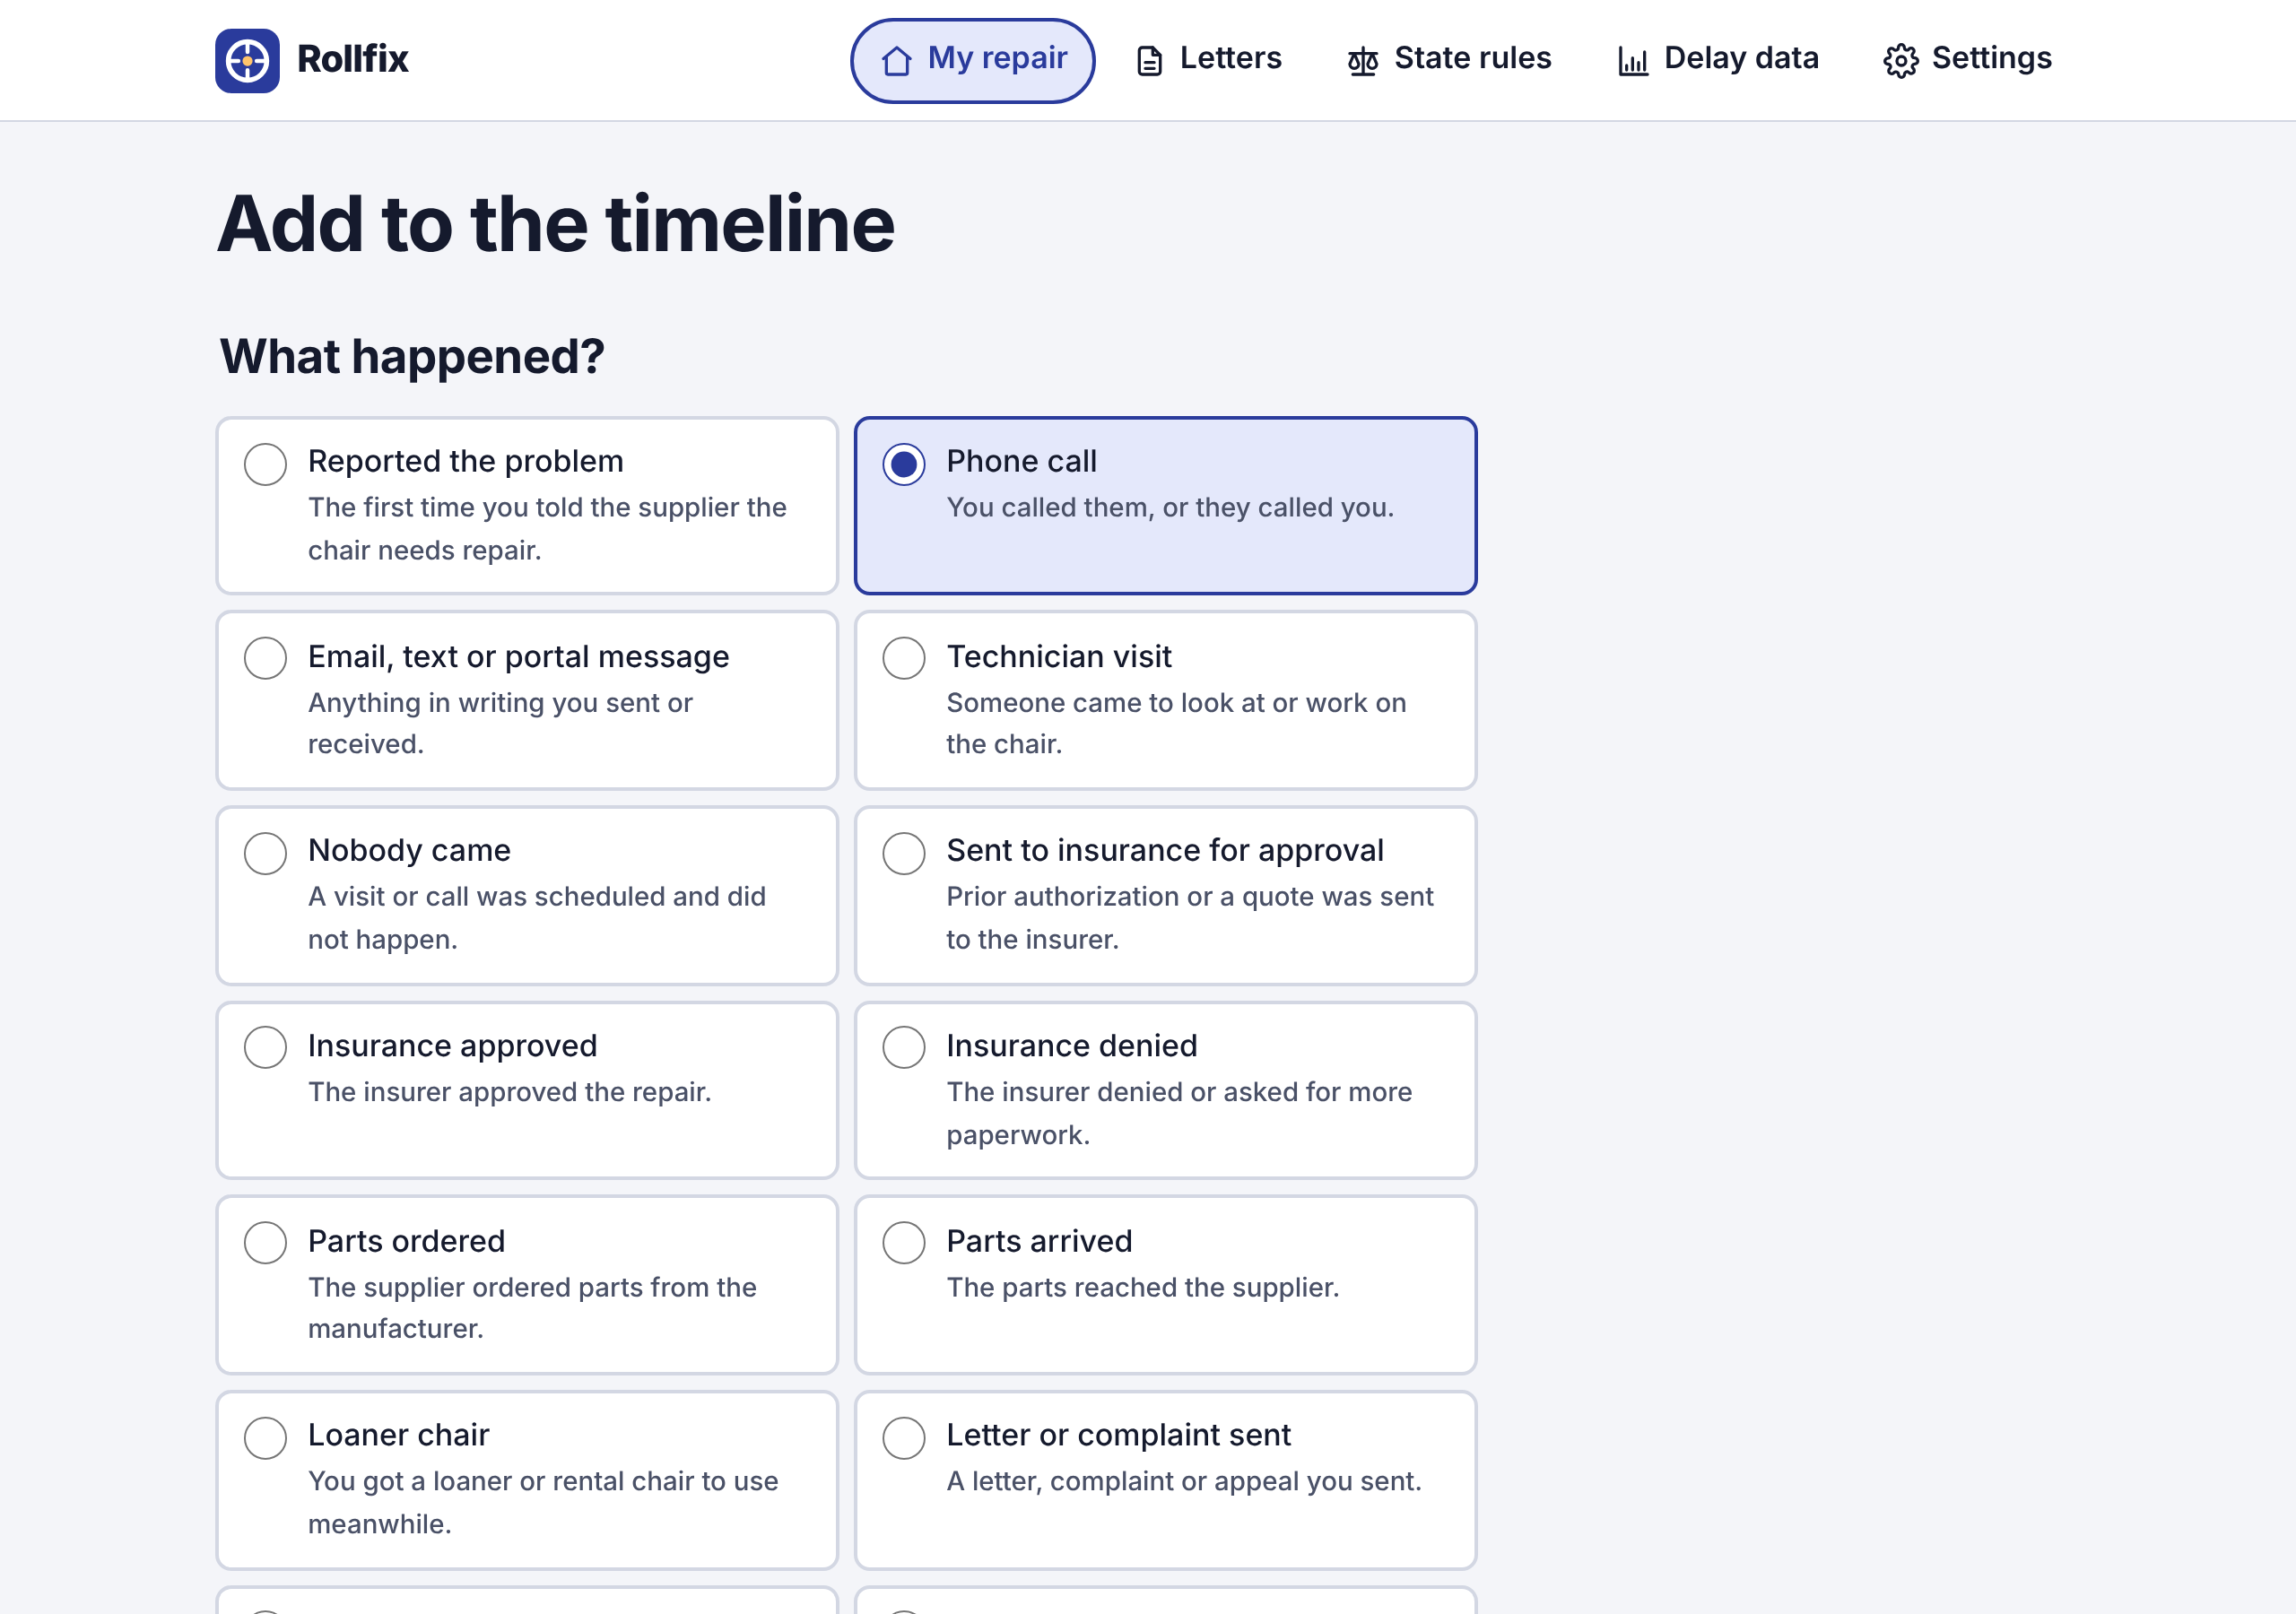 Rollfix
My repair
Letters
State rules
Delay data
Settings
Add to the timeline
What happened?
Reported the problem
The first time you told the supplier the
chair needs repair.
Phone call
You called them, or they called you.
Email, text or portal message
Anything in writing you sent or
received.
Technician visit
Someone came to look at or work on
the chair.
Nobody came
A visit or call was scheduled and did
not happen.
Sent to insurance for approval
Prior authorization or a quote was sent
to the insurer.
Insurance approved
The insurer approved the repair.
Insurance denied
The insurer denied or asked for more
paperwork.
Parts ordered
The supplier ordered parts from the
manufacturer.
Parts arrived
The parts reached the supplier.
Loaner chair
You got a loaner or rental chair to use
meanwhile.
Letter or complaint sent
A letter, complaint or appeal you sent.